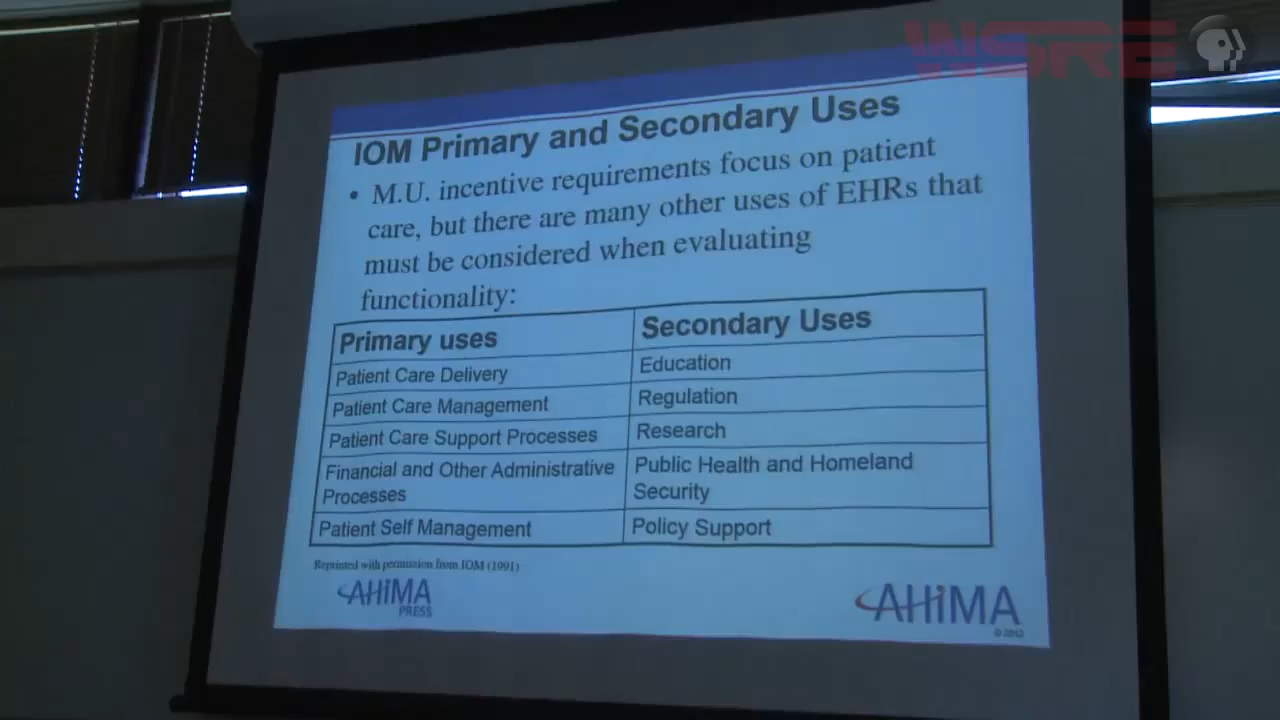 WSRE
IOM Primary and Secondary Uses
• M.U. incentive requirements focus on patient
care, but there are many other uses of EHRs that
must be considered when evaluating
functionality:
Primary uses
Secondary Uses
Patient Care Delivery
Education
Patient Care Management
Regulation
Patient Care Support Processes
Research
Financial and Other Administrative
Processes
Public Health and Homeland
Security
Patient Self Management
Policy Support
Reprinted with permission from IOM (1991)
AHIMA
PRESS
AHIMA
© 2012